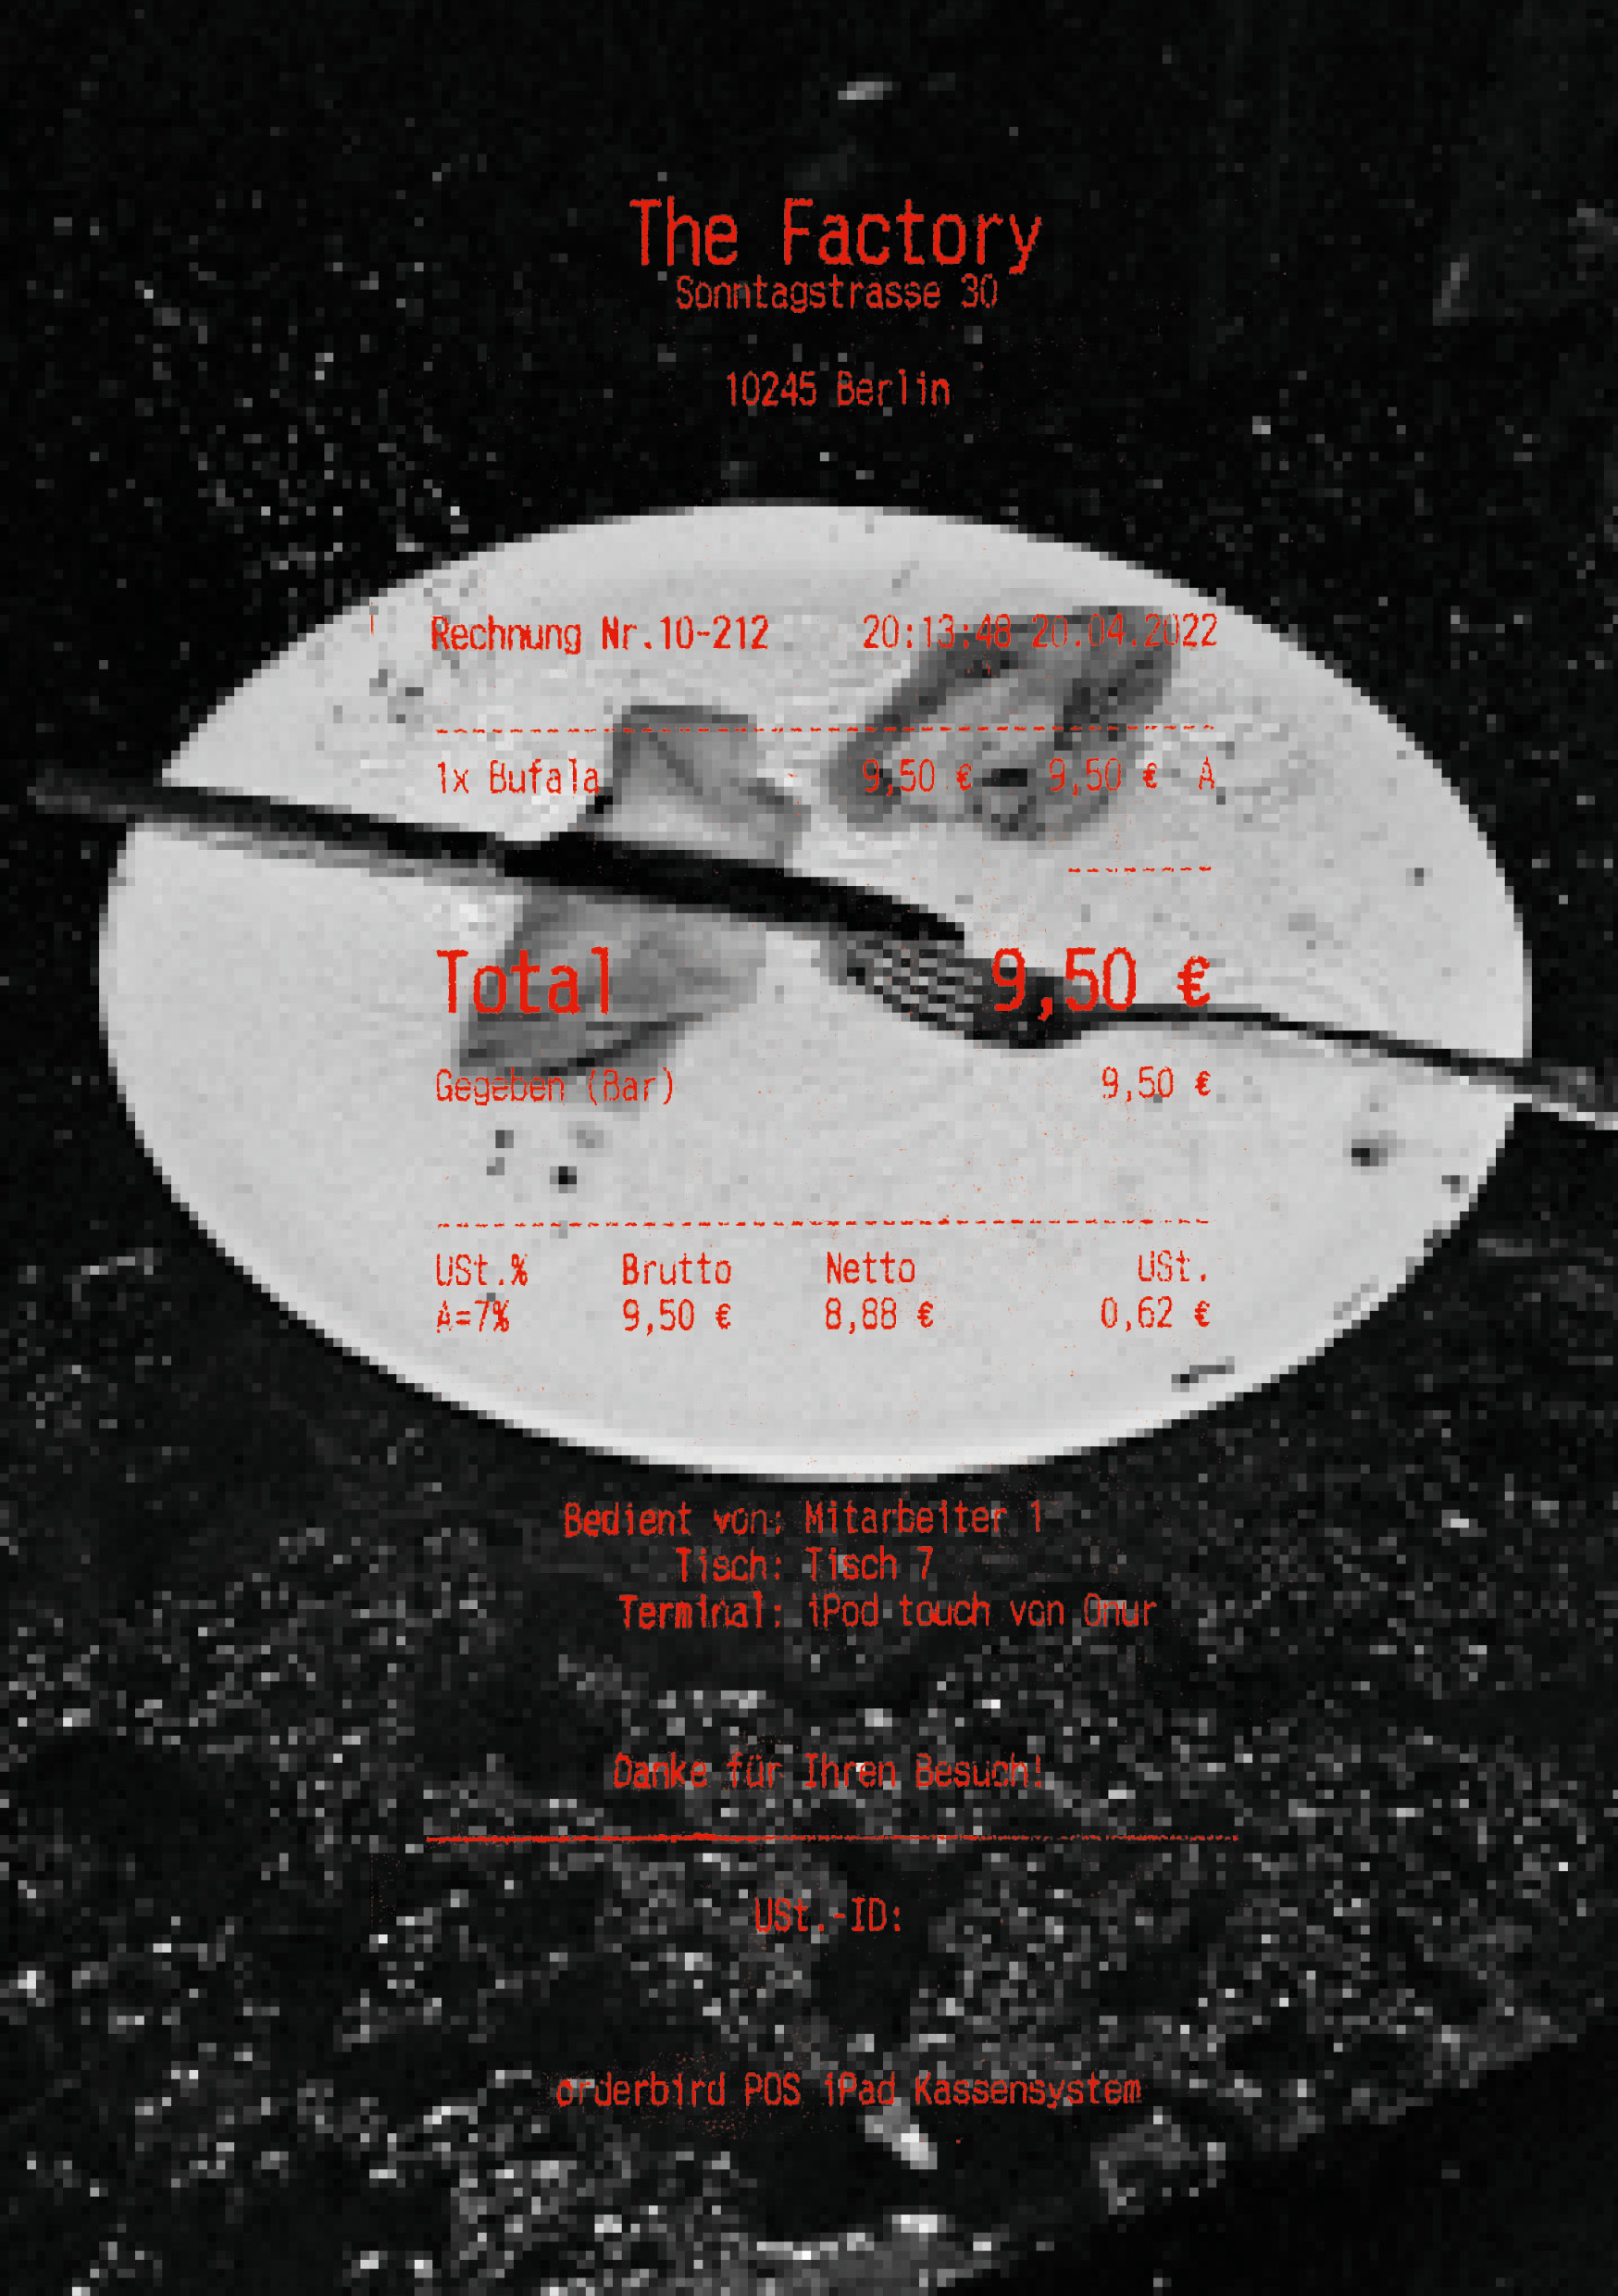 The Factory
Sonntagstrasse 30
10245 Berlin
Rechnung Nr.10-212 20:13:48 20.04.2022
1x Bufala 9,50 € 9,50 € A
Total 9,50 €
Gegeben (Bar) 9,50 €
USt.% Brutto Netto USt.
A=7% 9,50 € 8,88 € 0,62 €
Bedient von: Mitarbeiter 1
Tisch: Tisch 7
Terminal: iPod touch von Onur
Danke für Ihren Besuch!
USt.-ID:
orderbird POS iPad Kassensystem